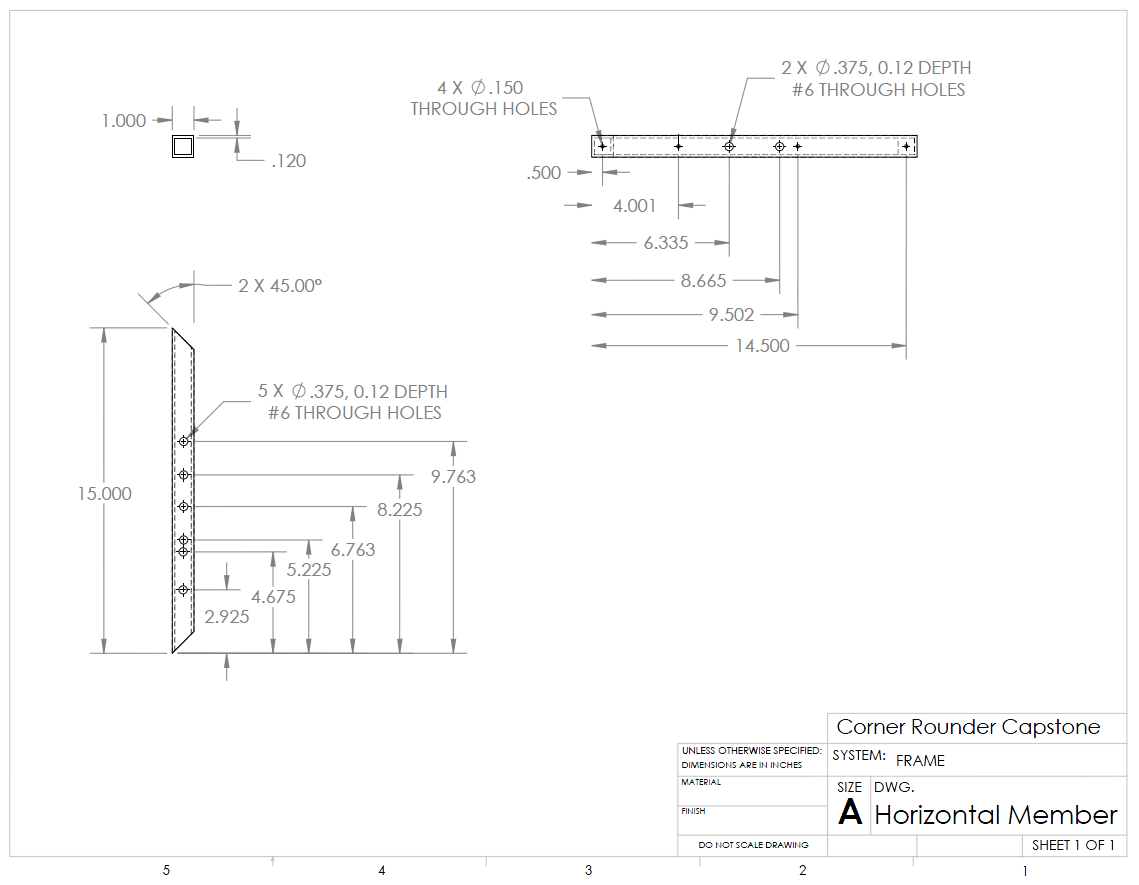 4 X ∅.150
THROUGH HOLES
2 X ∅.375, 0.12 DEPTH
#6 THROUGH HOLES
1.000
.120
.500
4.001
6.335
8.665
9.502
14.500
2 X 45.00°
5 X ∅.375, 0.12 DEPTH
#6 THROUGH HOLES
15.000
9.763
8.225
6.763
5.225
4.675
2.925
Corner Rounder Capstone
UNLESS OTHERWISE SPECIFIED:
DIMENSIONS ARE IN INCHES
SYSTEM: FRAME
MATERIAL
SIZE
A
DWG.
Horizontal Member
FINISH
DO NOT SCALE DRAWING
SHEET 1 OF 1
5 4 3 2 1